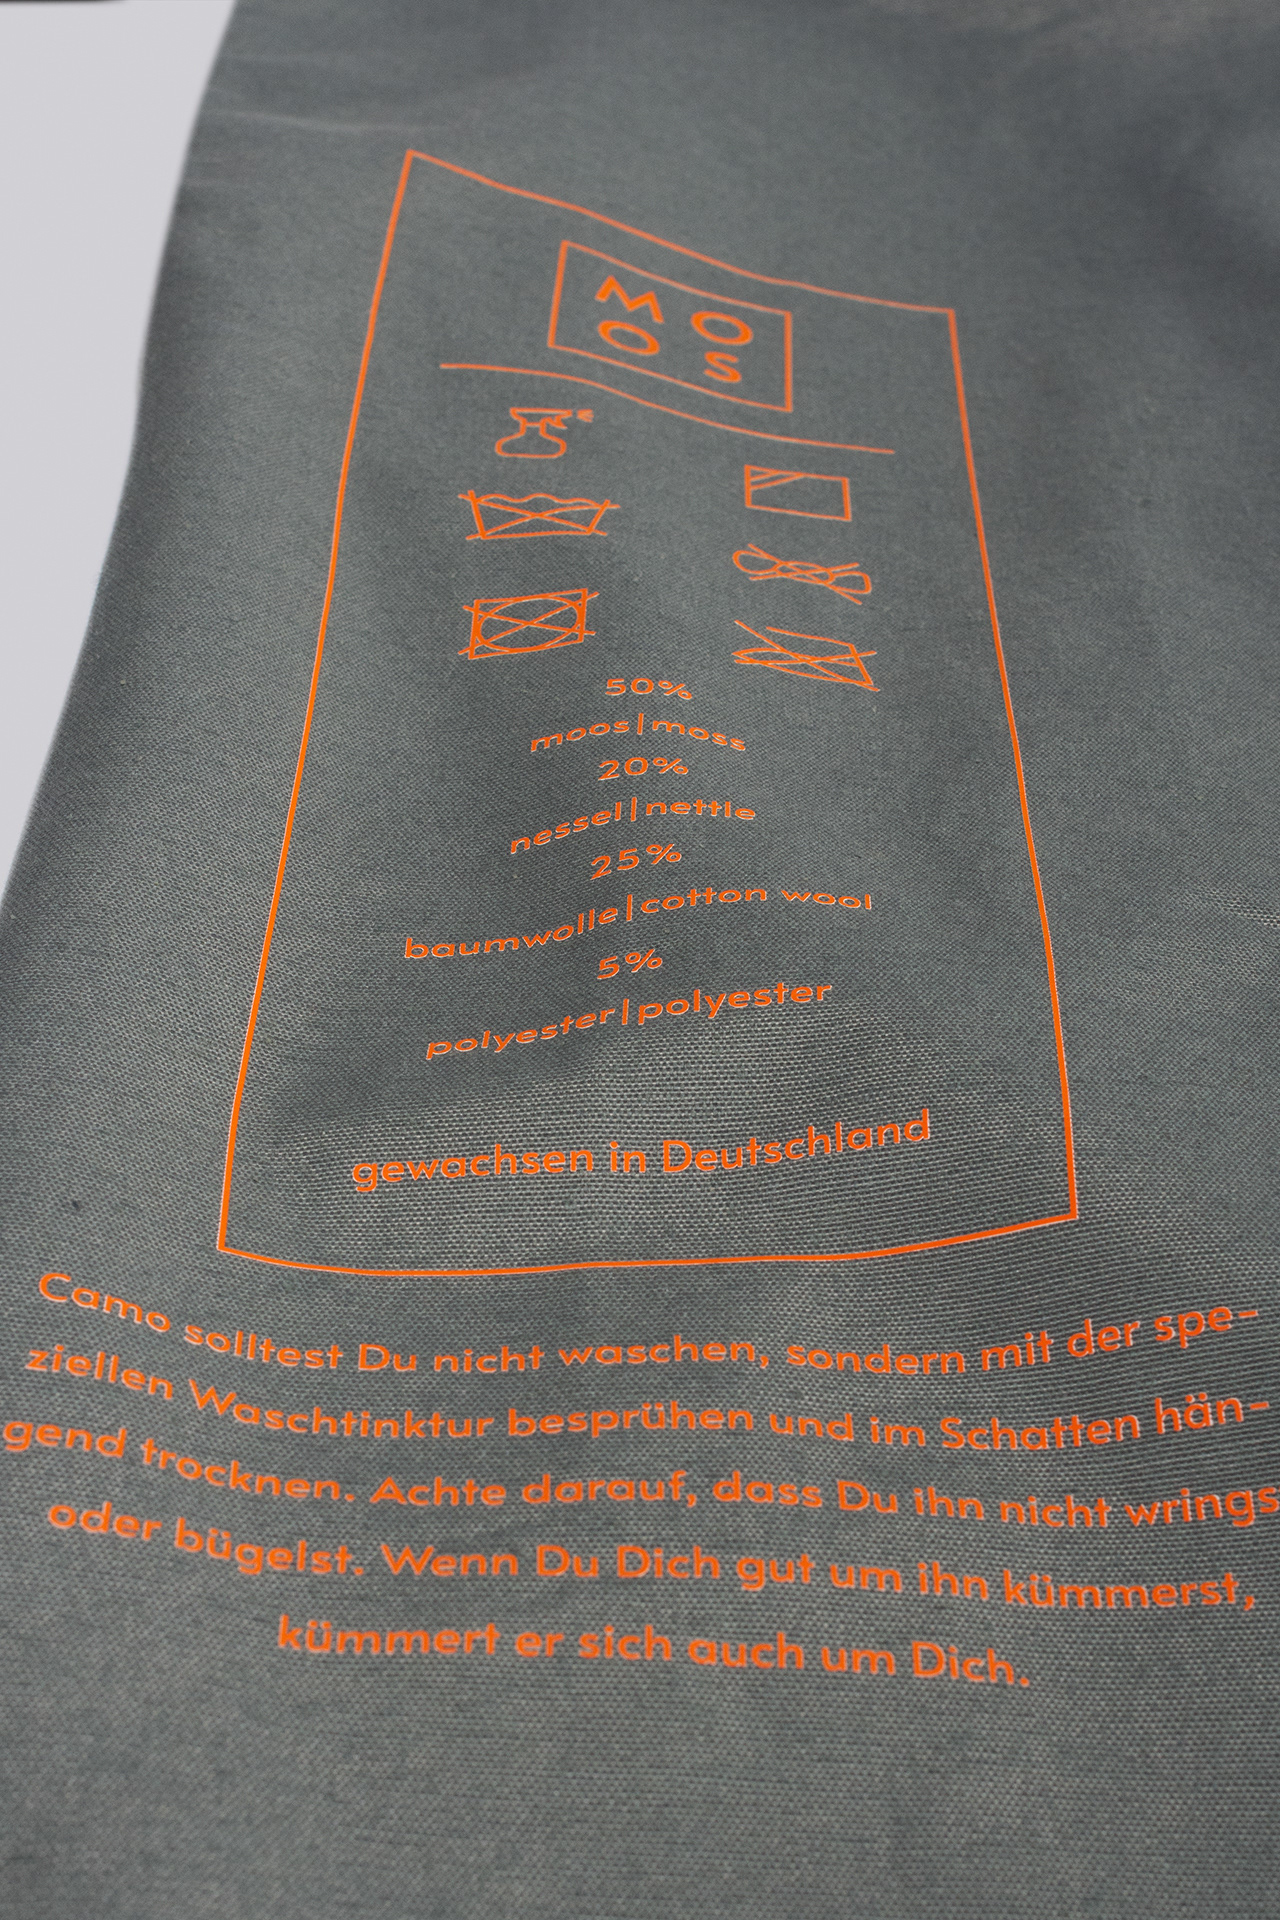 MO
OS
50%
moos|moss
20%
nessel|nettle
25%
baumwolle|cotton wool
5%
polyester|polyester
gewachsen in Deutschland
Camo solltest Du nicht waschen, sondern mit der spe-
ziellen Waschtinktur besprühen und im Schatten hän-
gend trocknen. Achte darauf, dass Du ihn nicht wrings
oder bügelst. Wenn Du Dich gut um ihn kümmerst,
kümmert er sich auch um Dich.